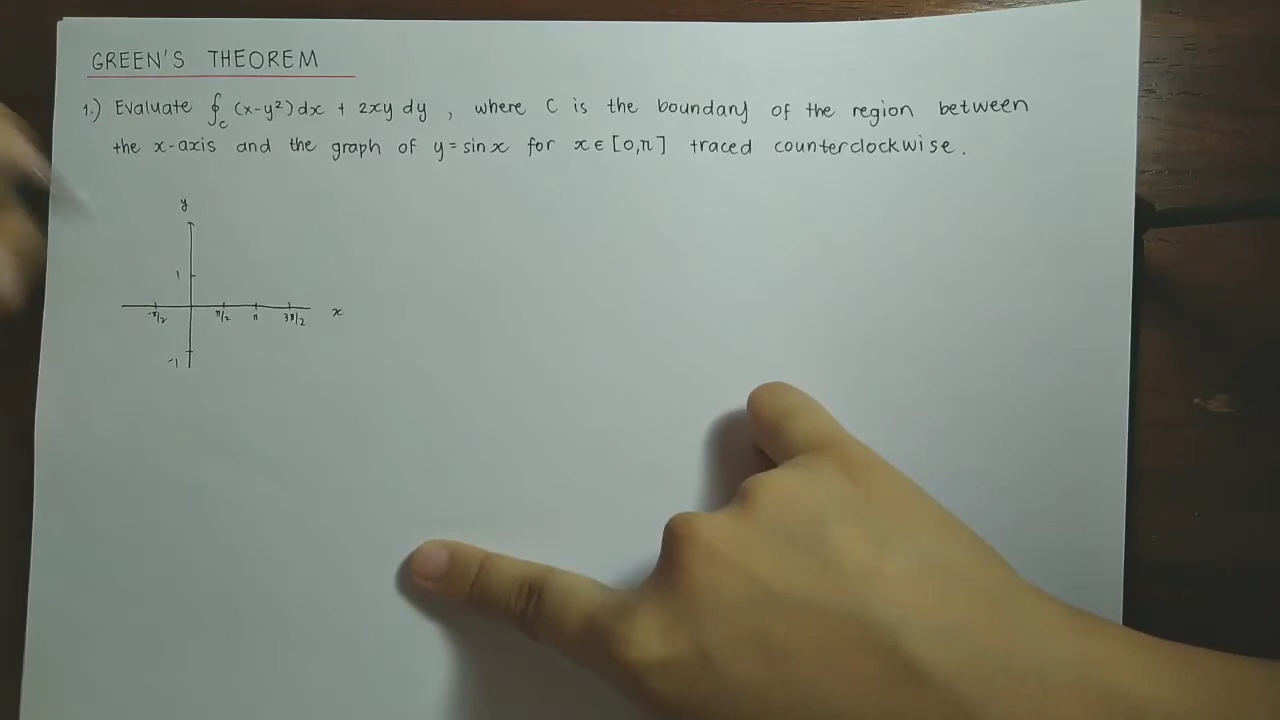 GREEN'S THEOREM
1.) Evaluate ∮_C (x-y²)dx + 2xy dy , where C is the boundary of the region between
the x-axis and the graph of y = sin x for x ∈ [0,π] traced counterclockwise.
y
1
-π/2 π/2 π 3π/2 x
-1